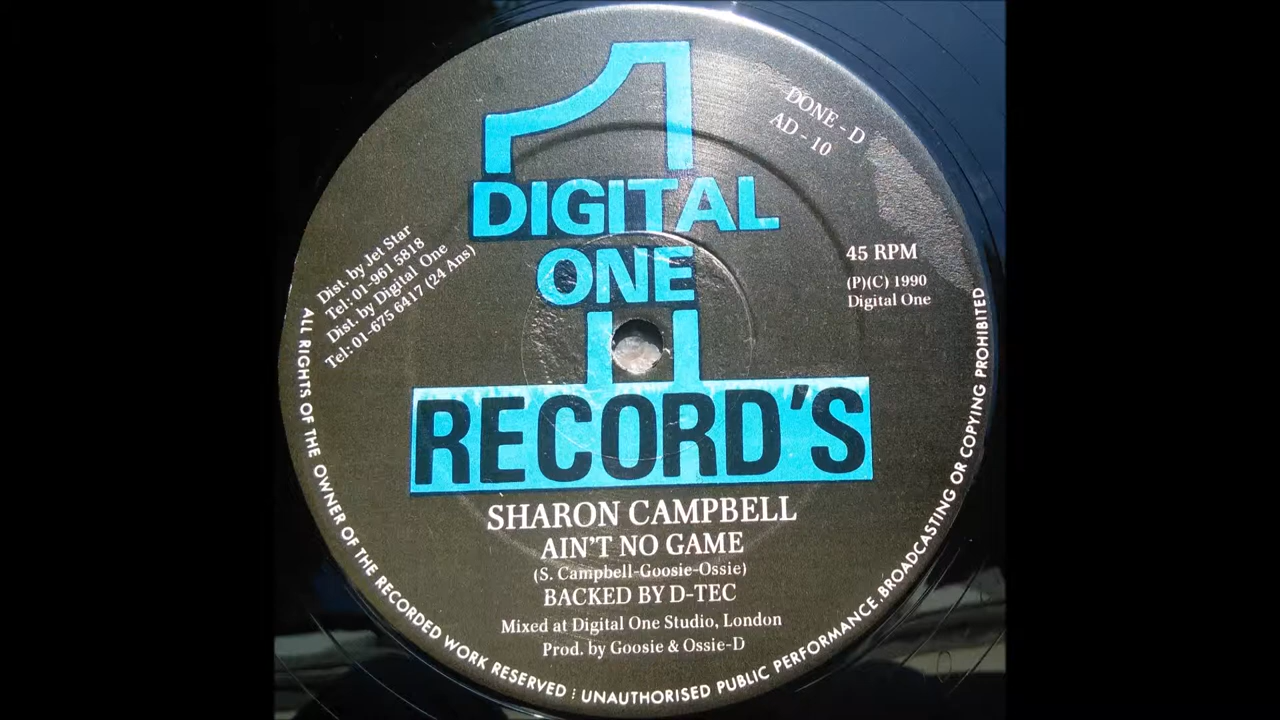 1
DIGITAL
ONE
RECORD'S
DONE - D
AD - 10
Dist. by Jet Star
Tel: 01-961 5818
Dist. by Digital One
Tel: 01-675 6417 (24 Ans)
45 RPM
(P)(C) 1990
Digital One
SHARON CAMPBELL
AIN'T NO GAME
(S. Campbell-Goosie-Ossie)
BACKED BY D-TEC
Mixed at Digital One Studio, London
Prod. by Goosie & Ossie-D
ALL RIGHTS OF THE OWNER OF THE RECORDED WORK RESERVED : UNAUTHORISED PUBLIC PERFORMANCE, BROADCASTING OR COPYING PROHIBITED